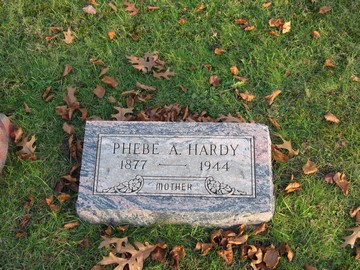 PHEBE A. HARDY
1877 — 1944
MOTHER